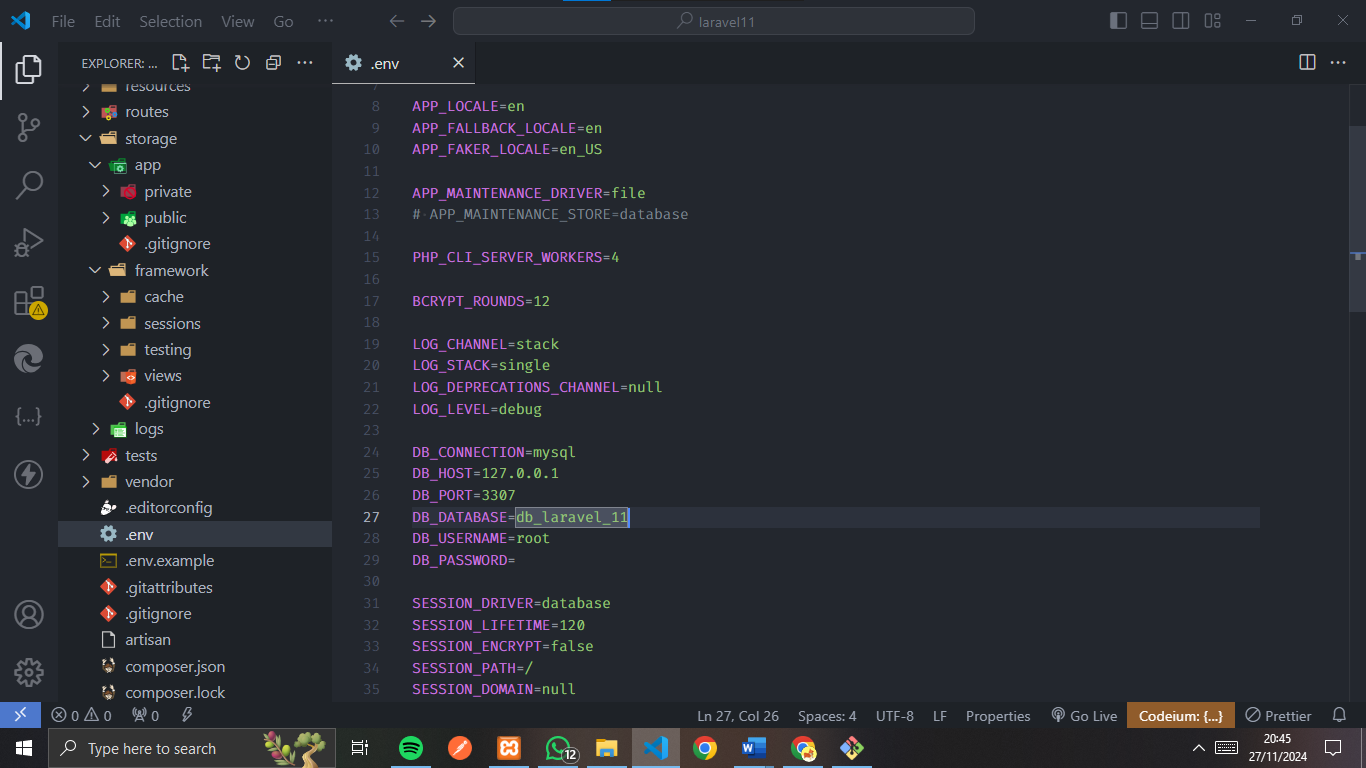 File Edit Selection View Go ···
laravel11
EXPLORER: ...
.env
resources
routes
storage
app
private
public
.gitignore
framework
cache
sessions
testing
views
.gitignore
logs
tests
vendor
.editorconfig
.env
.env.example
.gitattributes
.gitignore
artisan
composer.json
composer.lock
7
8 APP_LOCALE=en
9 APP_FALLBACK_LOCALE=en
10 APP_FAKER_LOCALE=en_US
11
12 APP_MAINTENANCE_DRIVER=file
13 # APP_MAINTENANCE_STORE=database
14
15 PHP_CLI_SERVER_WORKERS=4
16
17 BCRYPT_ROUNDS=12
18
19 LOG_CHANNEL=stack
20 LOG_STACK=single
21 LOG_DEPRECATIONS_CHANNEL=null
22 LOG_LEVEL=debug
23
24 DB_CONNECTION=mysql
25 DB_HOST=127.0.0.1
26 DB_PORT=3307
27 DB_DATABASE=db_laravel_11
28 DB_USERNAME=root
29 DB_PASSWORD=
30
31 SESSION_DRIVER=database
32 SESSION_LIFETIME=120
33 SESSION_ENCRYPT=false
34 SESSION_PATH=/
35 SESSION_DOMAIN=null
0 0 0 Ln 27, Col 26 Spaces: 4 UTF-8 LF Properties Go Live Codeium: {...} Prettier
Type here to search
12
20:45
27/11/2024